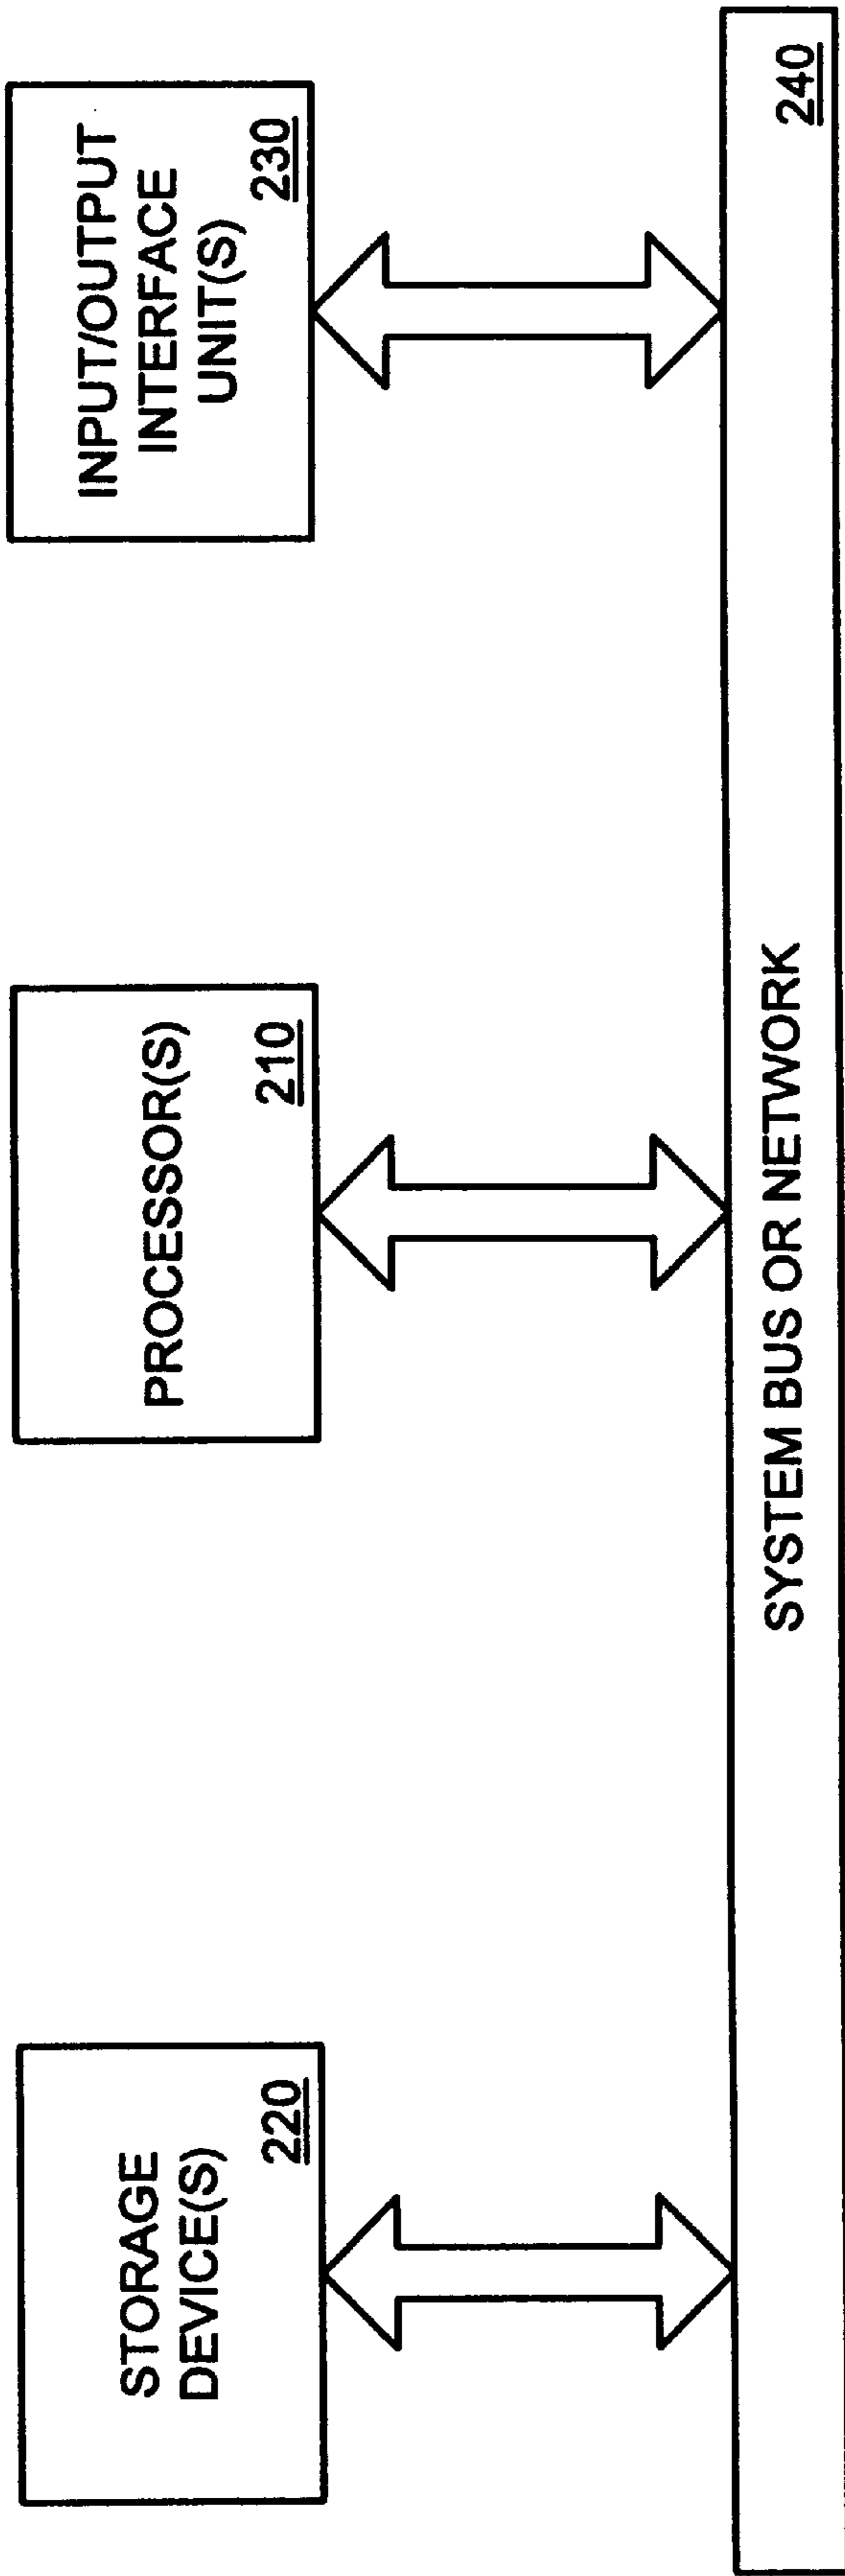 STORAGE
DEVICE(S)
220
PROCESSOR(S)
210
INPUT/OUTPUT
INTERFACE
UNIT(S)
230
SYSTEM BUS OR NETWORK
240